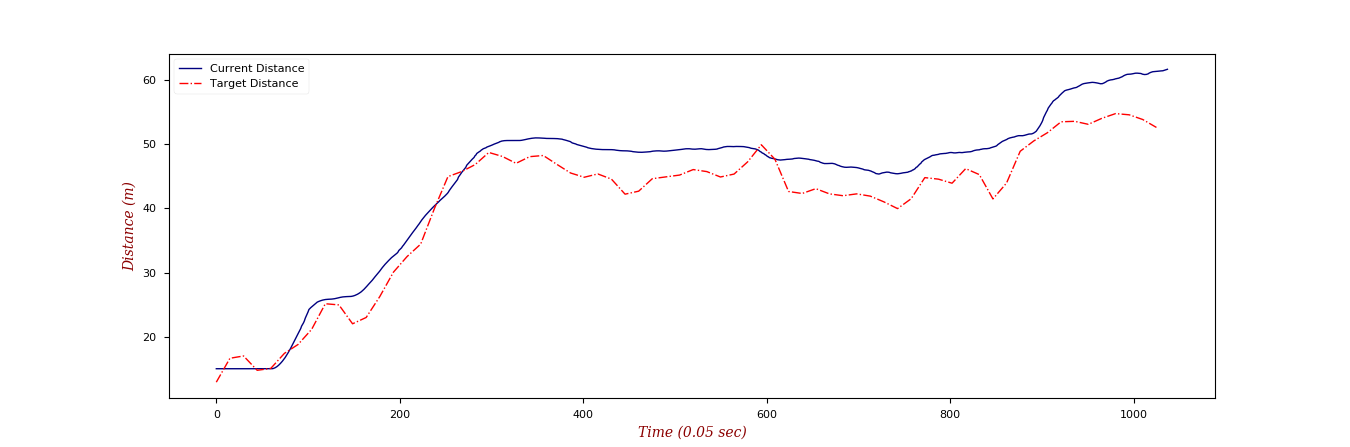 Current Distance
Target Distance
60
50
40
30
20
Distance (m)
0 200 400 600 800 1000
Time (0.05 sec)